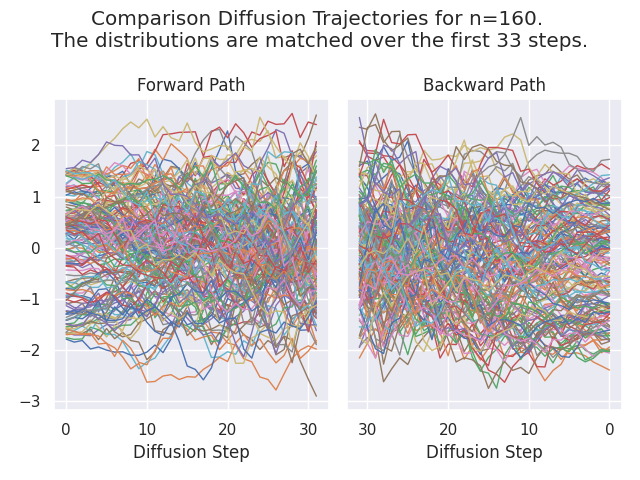 Comparison Diffusion Trajectories for n=160.
The distributions are matched over the first 33 steps.
Forward Path
Backward Path
2
1
0
−1
−2
−3
0 10 20 30
30 20 10 0
Diffusion Step
Diffusion Step